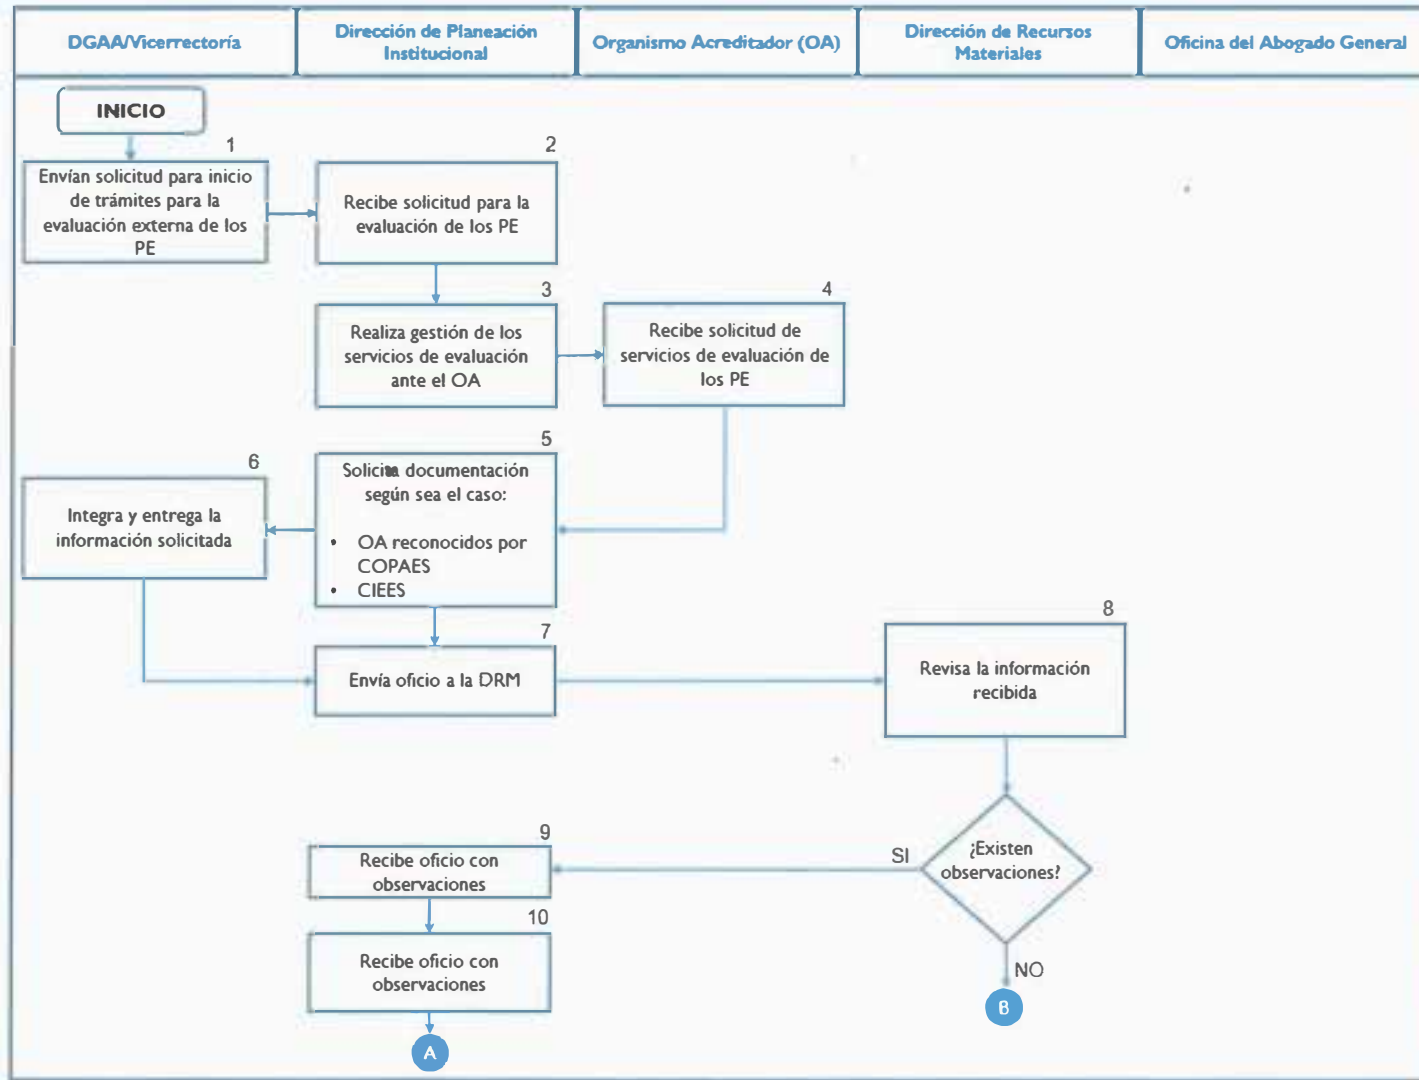 DGAA/Vicerrectoría
Dirección de Planeación
Institucional
Organismo Acreditador (OA)
Dirección de Recursos
Materiales
Oficina del Abogado General
INICIO
1
Envían solicitud para inicio
de trámites para la
evaluación externa de los
PE
2
Recibe solicitud para la
evaluación de los PE
3
Realiza gestión de los
servicios de evaluación
ante el OA
4
Recibe solicitud de
servicios de evaluación de
los PE
5
Solicita documentación
según sea el caso:
• OA reconocidos por
COPAES
• CIEES
6
Integra y entrega la
información solicitada
7
Envía oficio a la DRM
8
Revisa la información
recibida
¿Existen
observaciones?
SI
NO
B
9
Recibe oficio con
observaciones
10
Recibe oficio con
observaciones
A